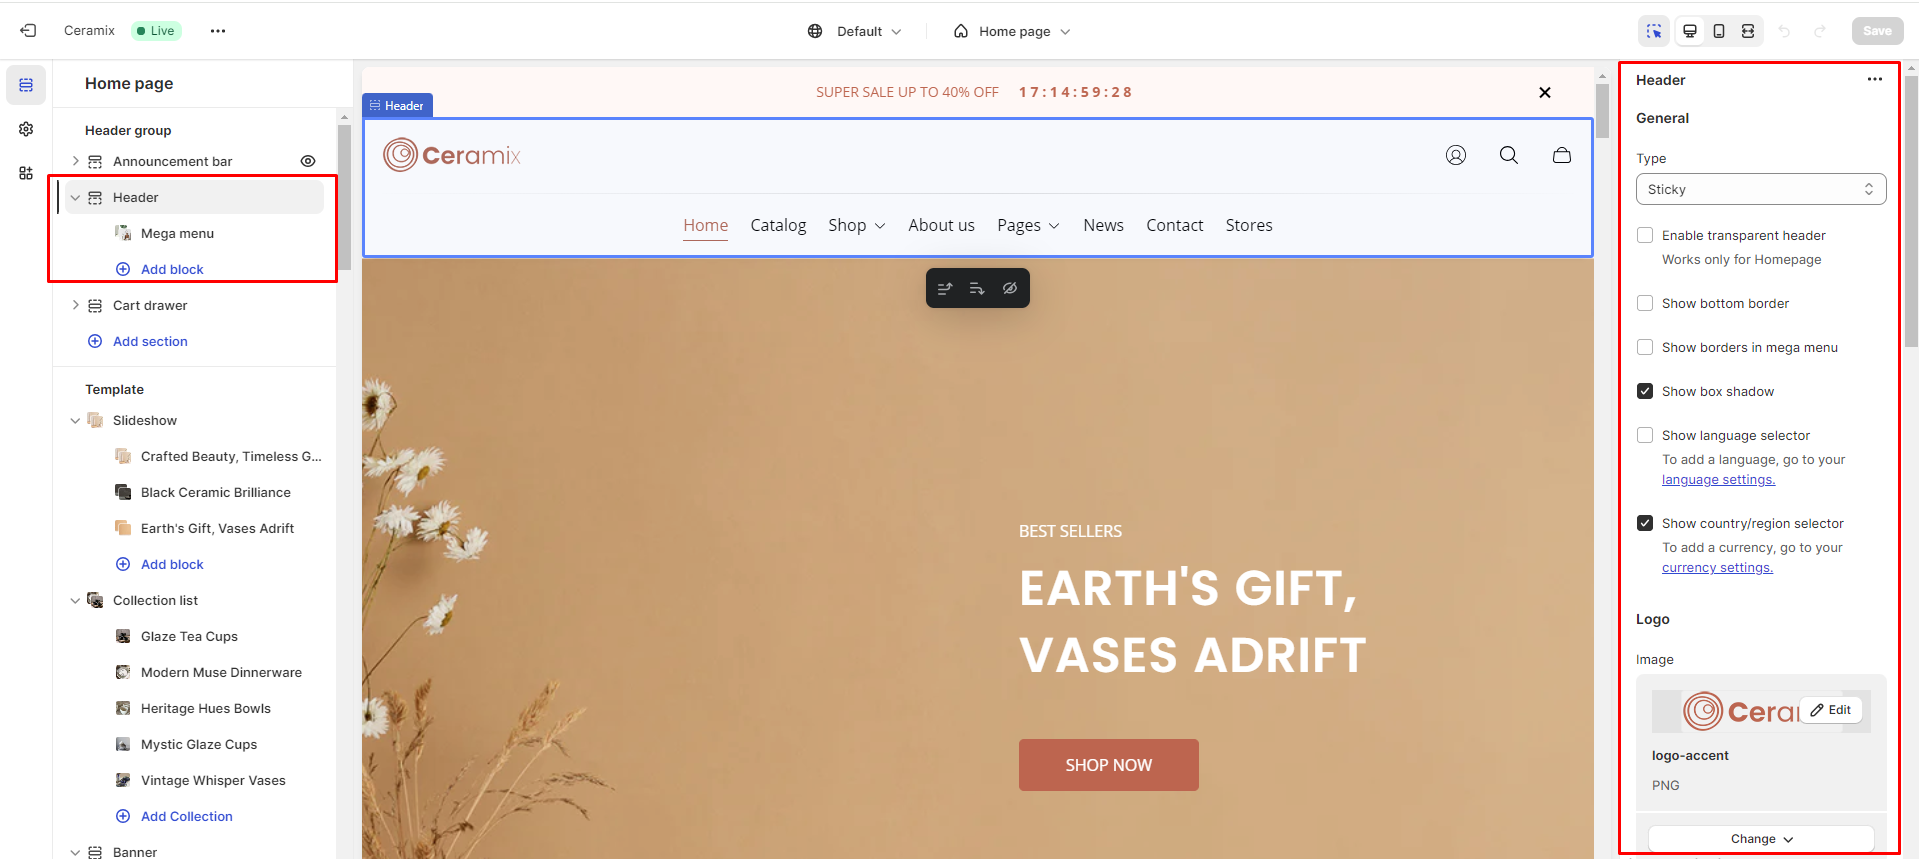 Ceramix
Live
Default
Home page
Save
Home page
Header group
Announcement bar
Header
Mega menu
Add block
Cart drawer
Add section
Template
Slideshow
Crafted Beauty, Timeless G...
Black Ceramic Brilliance
Earth's Gift, Vases Adrift
Add block
Collection list
Glaze Tea Cups
Modern Muse Dinnerware
Heritage Hues Bowls
Mystic Glaze Cups
Vintage Whisper Vases
Add Collection
Banner
SUPER SALE UP TO 40% OFF 17:14:59:28
Header
Ceramix
Home Catalog Shop About us Pages News Contact Stores
BEST SELLERS
EARTH'S GIFT,
VASES ADRIFT
SHOP NOW
Header
General
Type
Sticky
Enable transparent header
Works only for Homepage
Show bottom border
Show borders in mega menu
Show box shadow
Show language selector
To add a language, go to your
language settings.
Show country/region selector
To add a currency, go to your
currency settings.
Logo
Image
Cera
Edit
logo-accent
PNG
Change